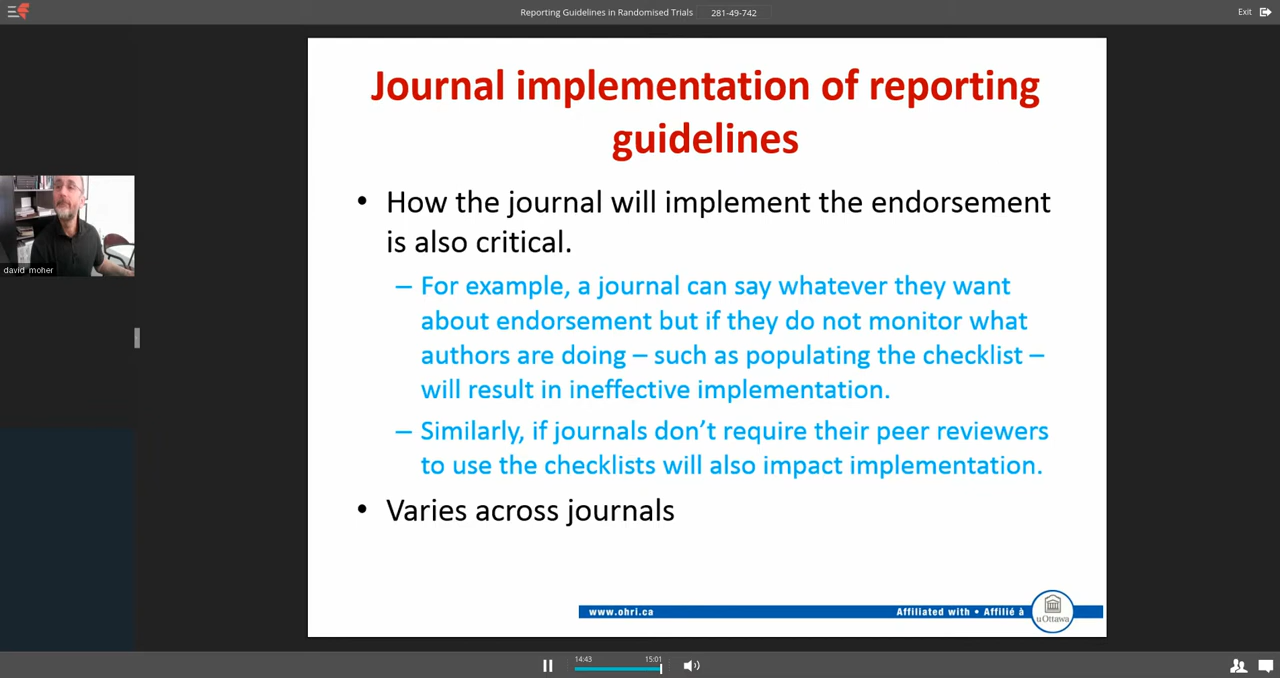 Reporting Guidelines in Randomised Trials 281-49-742 Exit
Journal implementation of reporting
guidelines
• How the journal will implement the endorsement
is also critical.
– For example, a journal can say whatever they want
about endorsement but if they do not monitor what
authors are doing – such as populating the checklist –
will result in ineffective implementation.
– Similarly, if journals don't require their peer reviewers
to use the checklists will also impact implementation.
• Varies across journals
david moher
www.ohri.ca Affiliated with • Affilié à
uOttawa
14:43 15:01